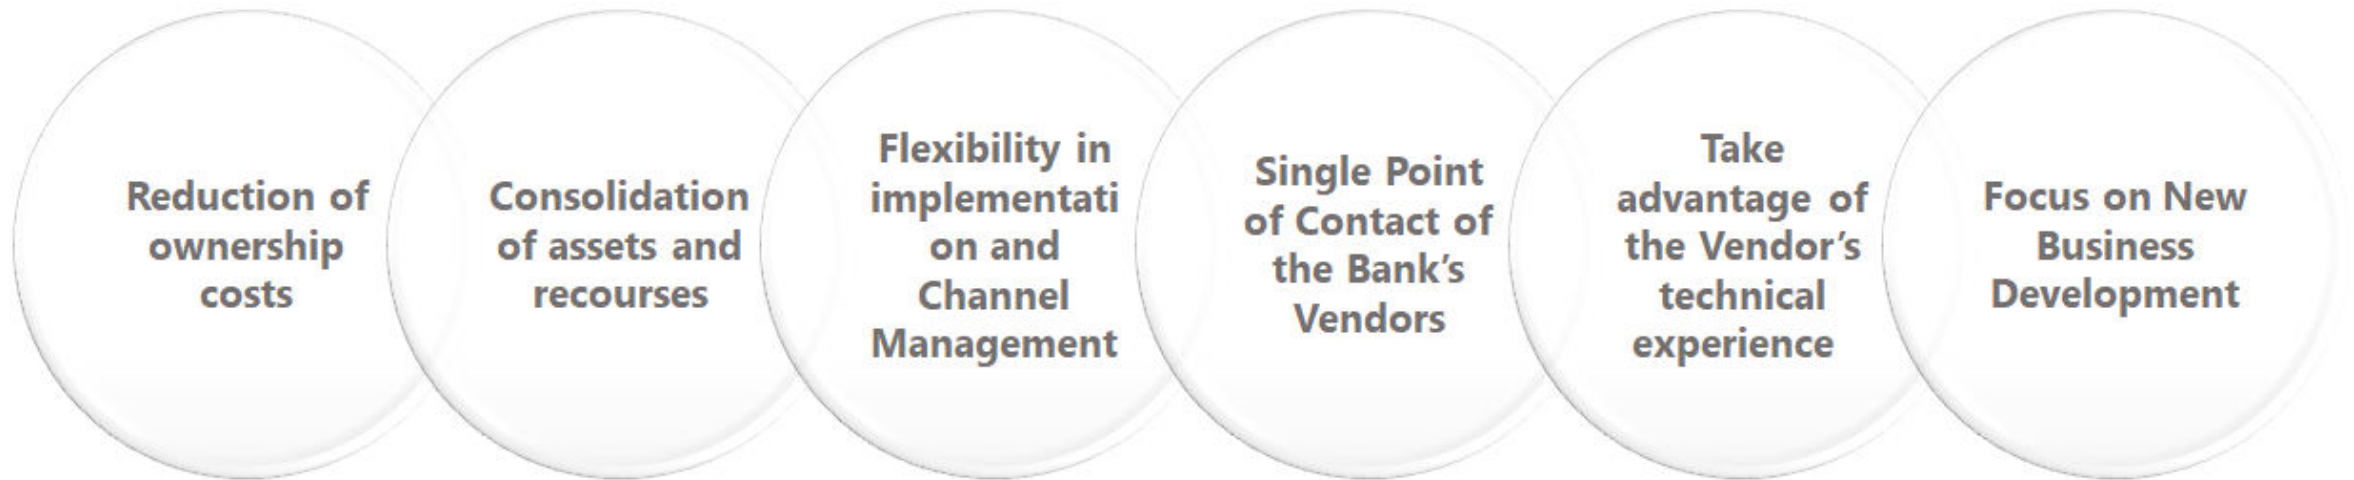 Reduction of
ownership
costs
Consolidation
of assets and
recourses
Flexibility in
implementati
on and
Channel
Management
Single Point
of Contact of
the Bank’s
Vendors
Take
advantage of
the Vendor’s
technical
experience
Focus on New
Business
Development